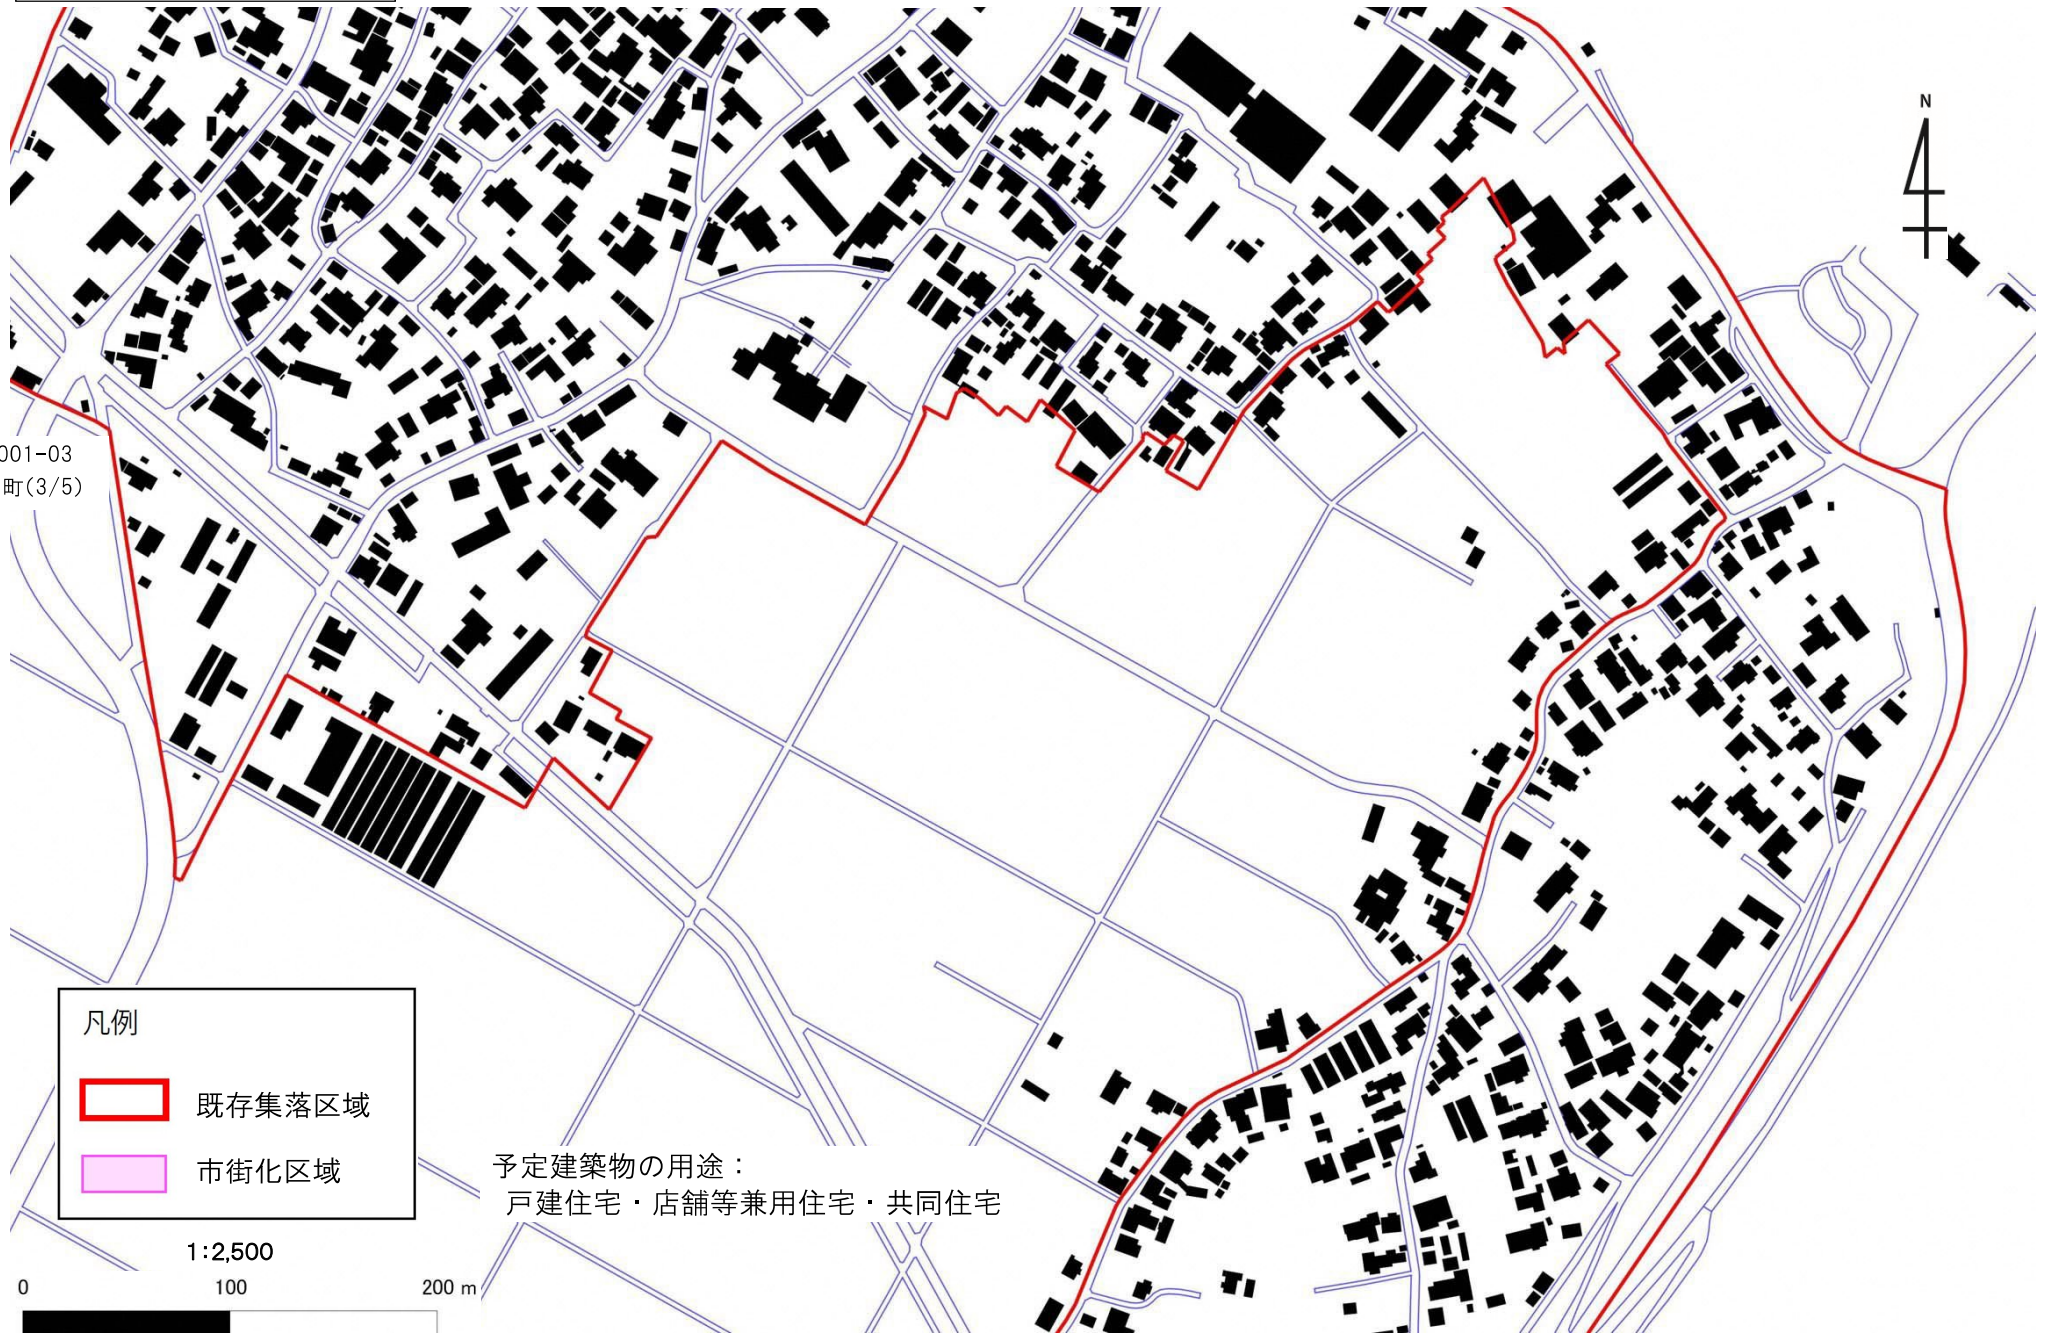 N
001-03
町(3/5)
凡例
既存集落区域
市街化区域
予定建築物の用途：
戸建住宅・店舗等兼用住宅・共同住宅
1:2,500
0 100 200 m